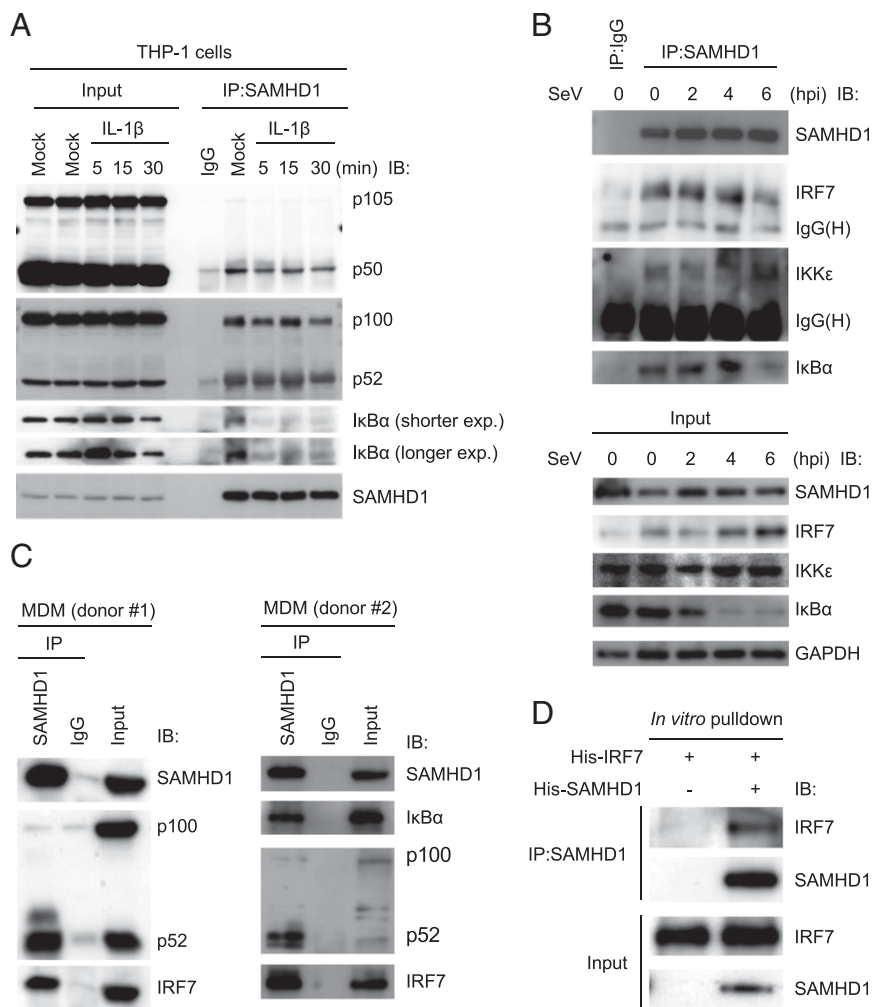 A
THP-1 cells
Input IP:SAMHD1
IL-1β IL-1β
Mock Mock 5 15 30 IgG Mock 5 15 30 (min) IB:
p105
p50
p100
p52
IκBα (shorter exp.)
IκBα (longer exp.)
SAMHD1
B
IP:IgG IP:SAMHD1
SeV 0 0 2 4 6 (hpi) IB:
SAMHD1
IRF7
IgG(H)
IKKε
IgG(H)
IκBα
Input
SeV 0 0 2 4 6 (hpi) IB:
SAMHD1
IRF7
IKKε
IκBα
GAPDH
C
MDM (donor #1)
IP
SAMHD1 IgG Input IB:
SAMHD1
p100
p52
IRF7
MDM (donor #2)
IP
SAMHD1 IgG Input IB:
SAMHD1
IκBα
p100
p52
IRF7
D
In vitro pulldown
His-IRF7 + +
His-SAMHD1 - + IB:
IP:SAMHD1
IRF7
SAMHD1
Input
IRF7
SAMHD1